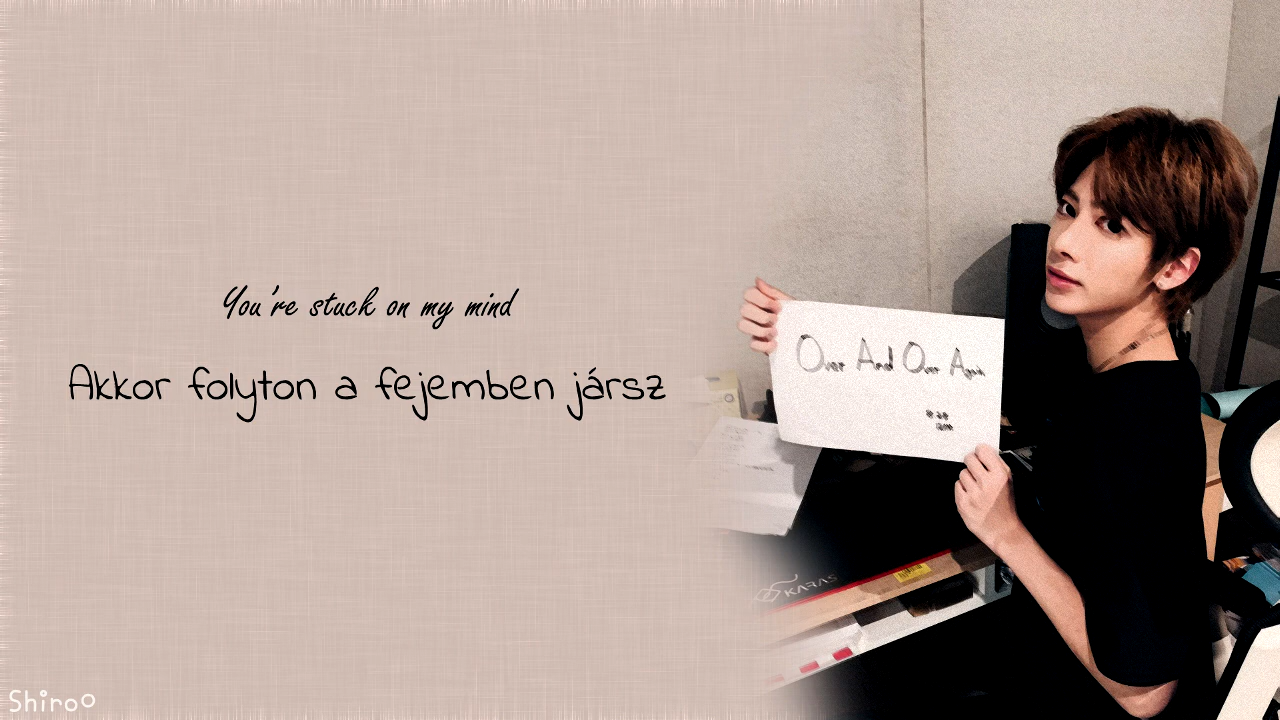 You're stuck on my mind
Akkor folyton a fejemben jársz
Over And Over Again
KARAS
Shiroo